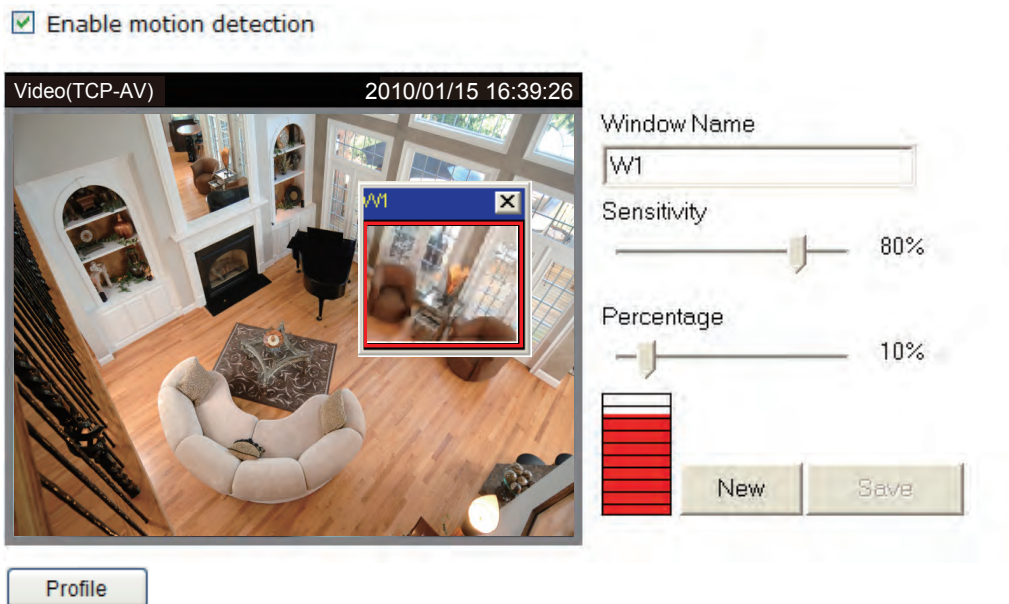 Enable motion detection
Video(TCP-AV) 2010/01/15 16:39:26
W1
Window Name
W1
Sensitivity
80%
Percentage
10%
New
Save
Profile